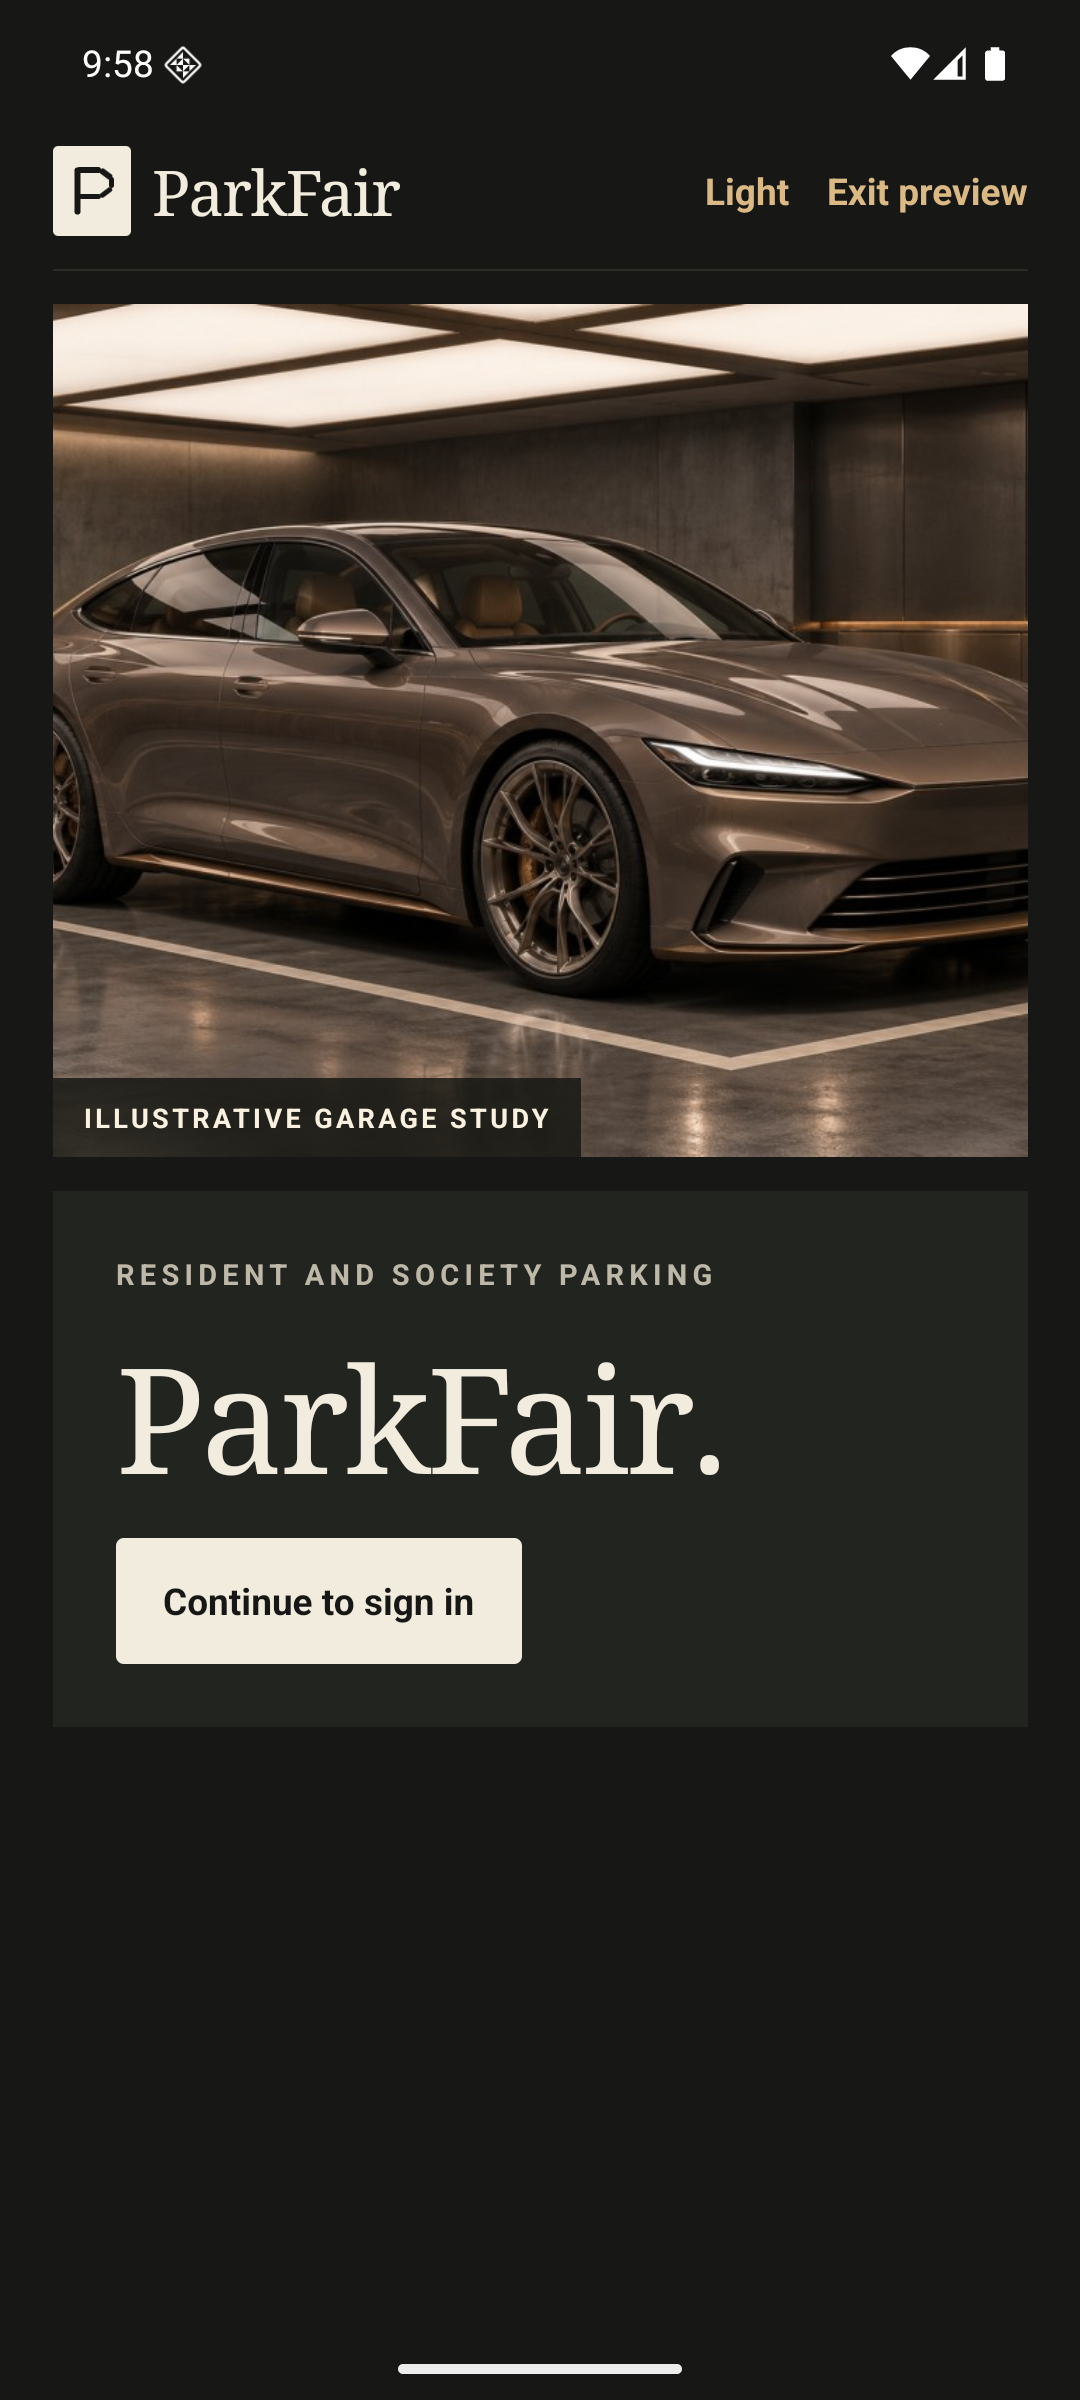 9:58
P ParkFair
Light Exit preview
ILLUSTRATIVE GARAGE STUDY
RESIDENT AND SOCIETY PARKING
ParkFair.
Continue to sign in